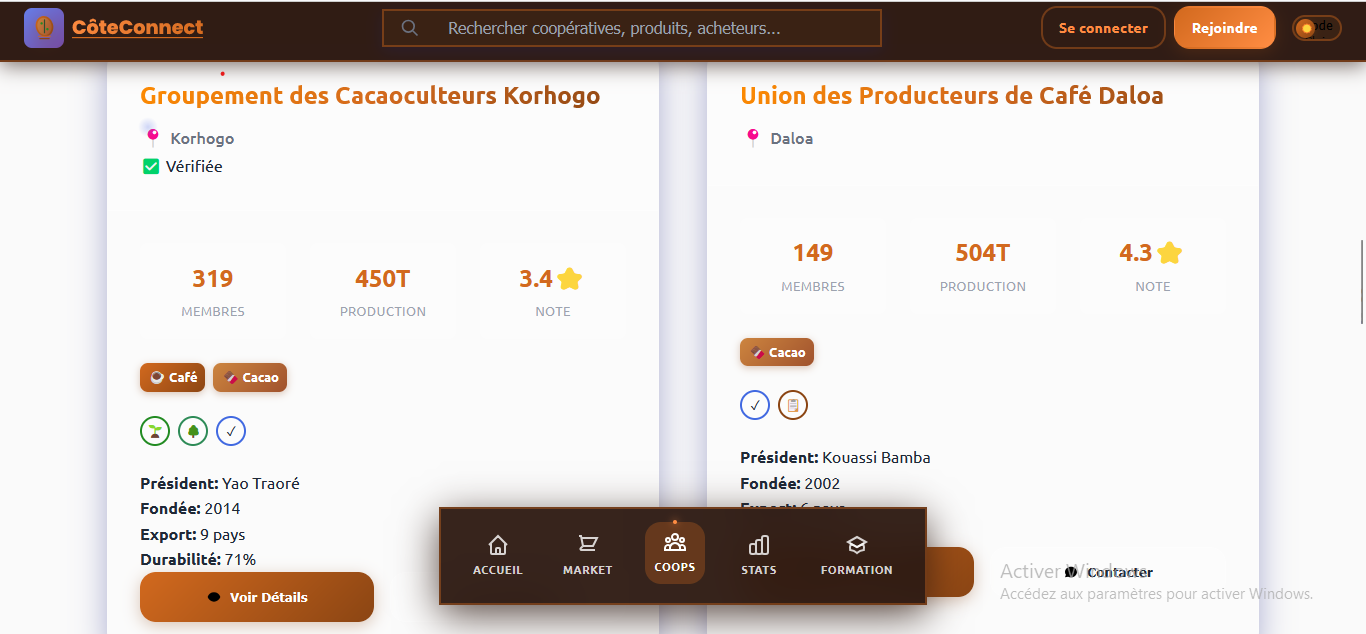 CôteConnect
Rechercher coopératives, produits, acheteurs...
Se connecter
Rejoindre
Groupement des Cacaoculteurs Korhogo
Korhogo
Vérifiée
319
MEMBRES
450T
PRODUCTION
3.4
NOTE
Café
Cacao
Président: Yao Traoré
Fondée: 2014
Export: 9 pays
Durabilité: 71%
Voir Détails
Union des Producteurs de Café Daloa
Daloa
149
MEMBRES
504T
PRODUCTION
4.3
NOTE
Cacao
Président: Kouassi Bamba
Fondée: 2002
Contacter
ACCUEIL
MARKET
COOPS
STATS
FORMATION
Activer Windows
Accédez aux paramètres pour activer Windows.